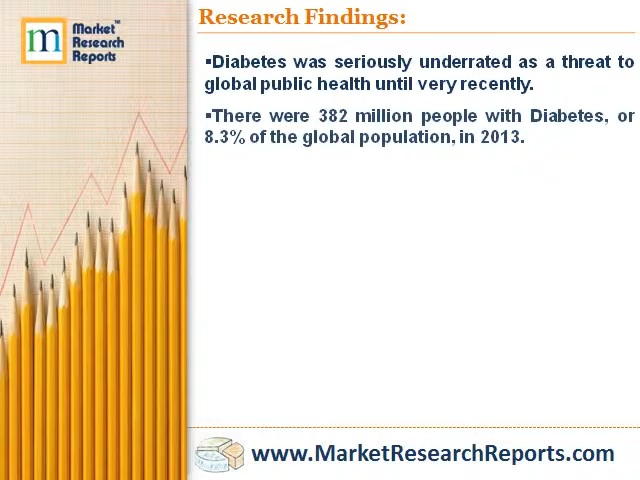 Market
Research
Reports
Research Findings:
▪Diabetes was seriously underrated as a threat to
global public health until very recently.
▪There were 382 million people with Diabetes, or
8.3% of the global population, in 2013.
www.MarketResearchReports.com